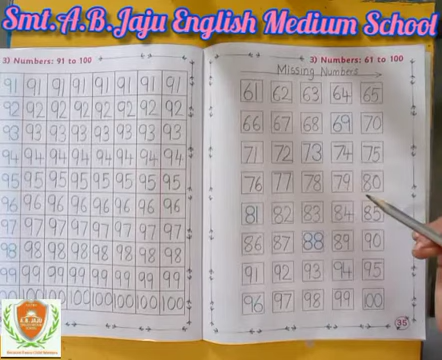 Smt.A.B.Jaju English Medium School
3) Numbers: 91 to 100
91 91 91 91 91 91 91 91
92 92 92 92 92 92 92 92
93 93 93 93 93 93 93 93
94 94 94 94 94 94 94 94
95 95 95 95 95 95 95 95
96 96 96 96 96 96 96 96
97 97 97 97 97 97 97 97
98 98 98 98 98 98 98 98
99 99 99 99 99 99 99 99
100 100 100 100 100 100 100
3) Numbers: 61 to 100
Missing Numbers
61 62 63 64 65
66 67 68 69 70
71 72 73 74 75
76 77 78 79 80
81 82 83 84 85
86 87 88 89 90
91 92 93 94 95
96 97 98 99 100
35
A.B. JAJU